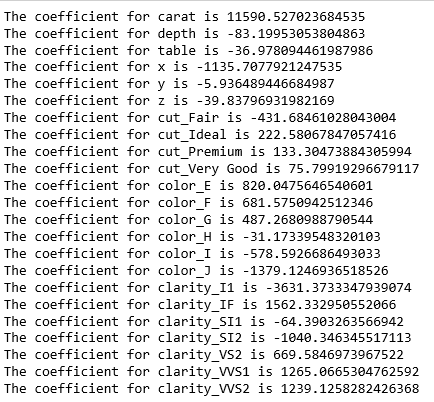 The coefficient for carat is 11590.527023684535
The coefficient for depth is -83.19953053804863
The coefficient for table is -36.978094461987986
The coefficient for x is -1135.7077921247535
The coefficient for y is -5.936489446684987
The coefficient for z is -39.83796931982169
The coefficient for cut_Fair is -431.68461028043004
The coefficient for cut_Ideal is 222.58067847057416
The coefficient for cut_Premium is 133.30473884305994
The coefficient for cut_Very Good is 75.79919296679117
The coefficient for color_E is 820.0475646540601
The coefficient for color_F is 681.5750942512346
The coefficient for color_G is 487.2680988790544
The coefficient for color_H is -31.17339548320103
The coefficient for color_I is -578.5926686493033
The coefficient for color_J is -1379.1246936518526
The coefficient for clarity_I1 is -3631.3733347939074
The coefficient for clarity_IF is 1562.332950552066
The coefficient for clarity_SI1 is -64.3903263566942
The coefficient for clarity_SI2 is -1040.346345517113
The coefficient for clarity_VS2 is 669.5846973967522
The coefficient for clarity_VVS1 is 1265.0665304762592
The coefficient for clarity_VVS2 is 1239.1258282426368